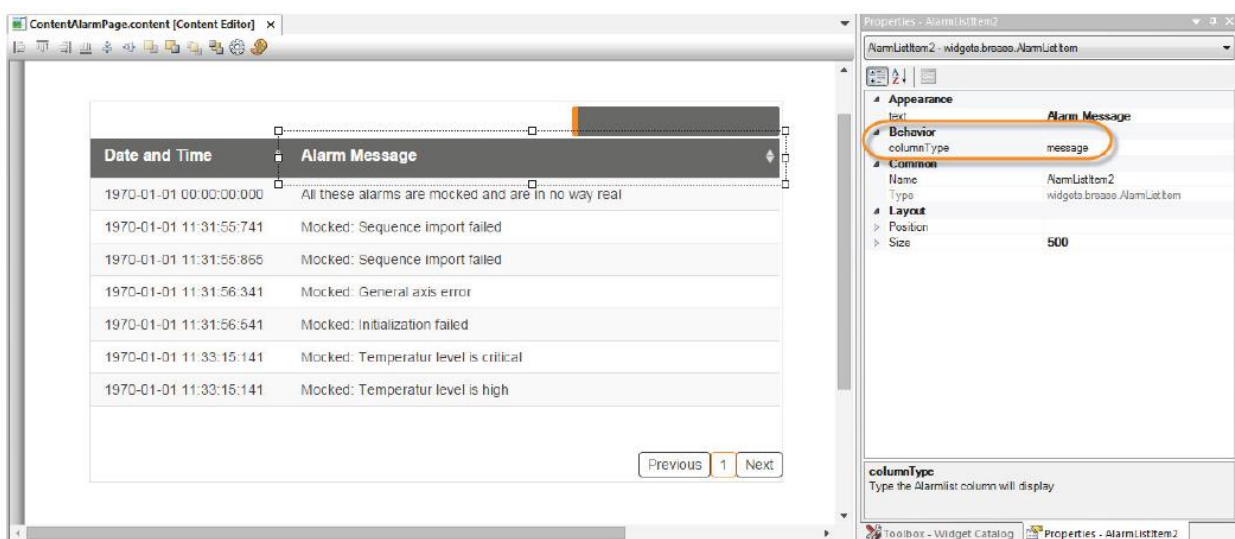 ContentAlarmPage.content [Content Editor] ×
Properties - AlarmListItem2
AlarmListItem2 - widgets.brease.AlarmListItem
Appearance
text Alarm Message
Behavior
columnType message
Common
Name AlarmListItem2
Type widgets.brease.AlarmListItem
Layout
Position
Size 500
Date and Time Alarm Message
1970-01-01 00:00:00:000 All these alarms are mocked and are in no way real
1970-01-01 11:31:55:741 Mocked: Sequence import failed
1970-01-01 11:31:55:865 Mocked: Sequence import failed
1970-01-01 11:31:56:341 Mocked: General axis error
1970-01-01 11:31:56:541 Mocked: Initialization failed
1970-01-01 11:33:15:141 Mocked: Temperatur level is critical
1970-01-01 11:33:15:141 Mocked: Temperatur level is high
Previous 1 Next
columnType
Type the Alarmlist column will display
Toolbox - Widget Catalog Properties - AlarmListItem2